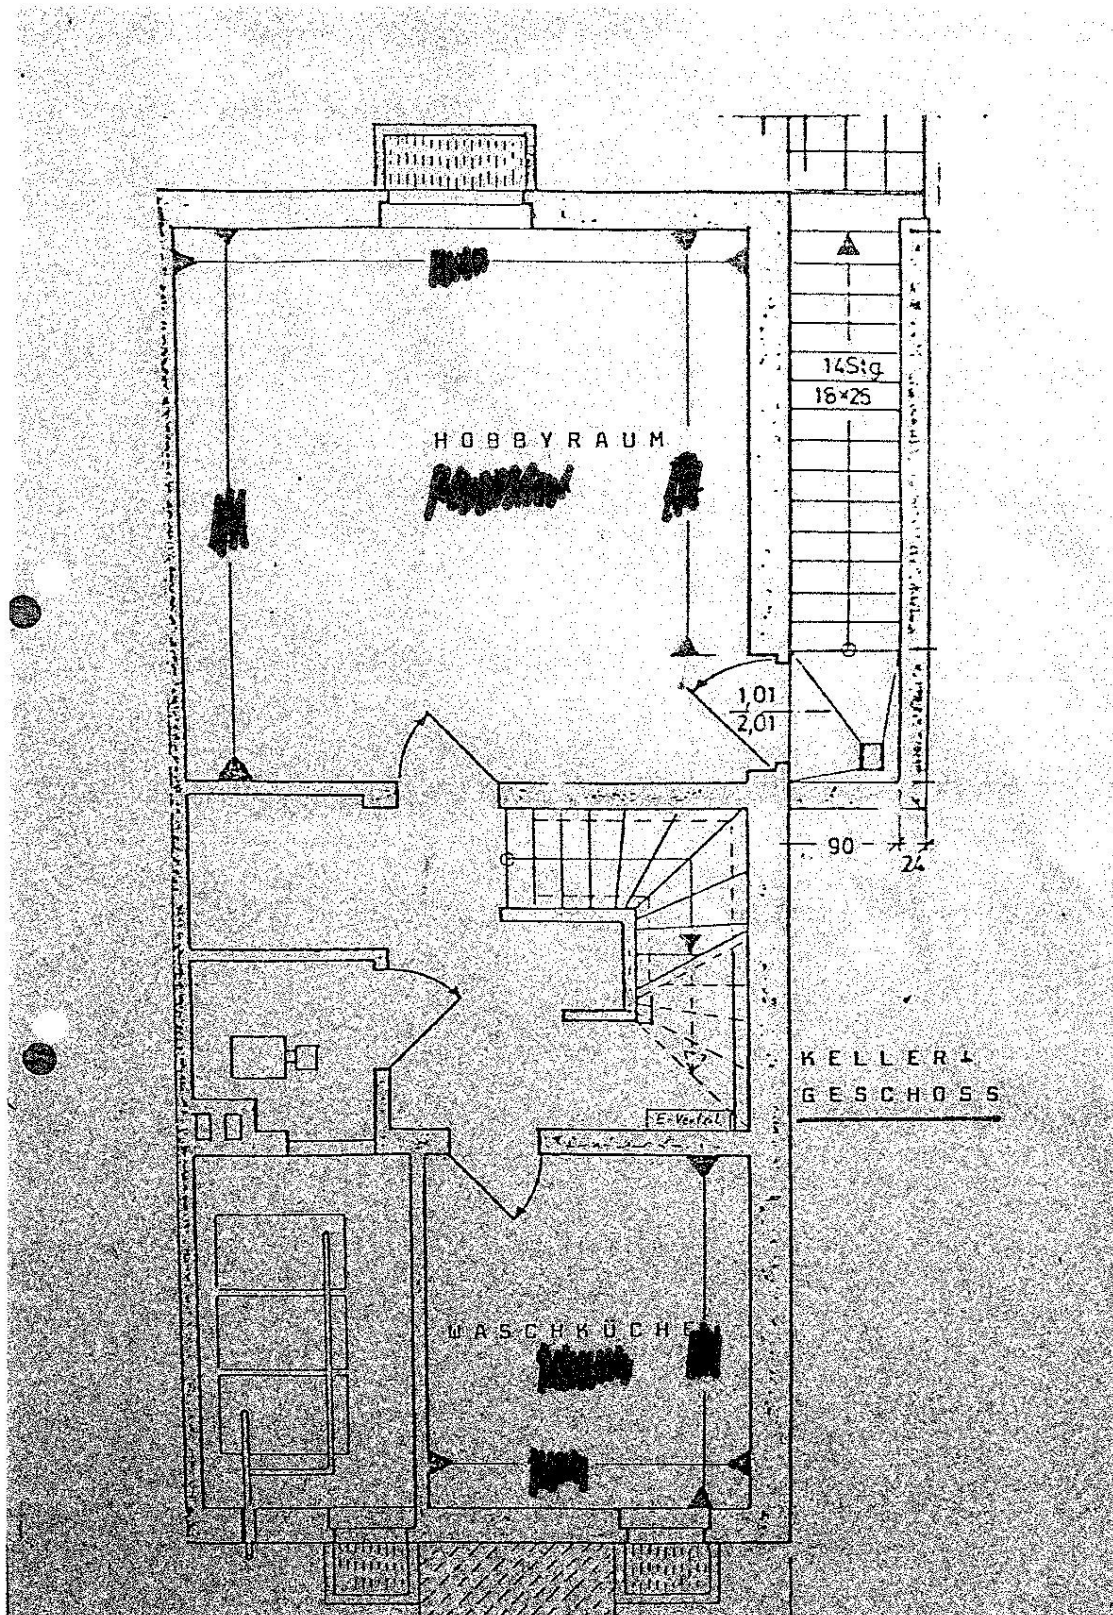 14Stg
18×25
HOBBYRAUM
1,01
2,01
90
24
KELLER-
GESCHOSS
E-Verteil.
WASCHKÜCHE